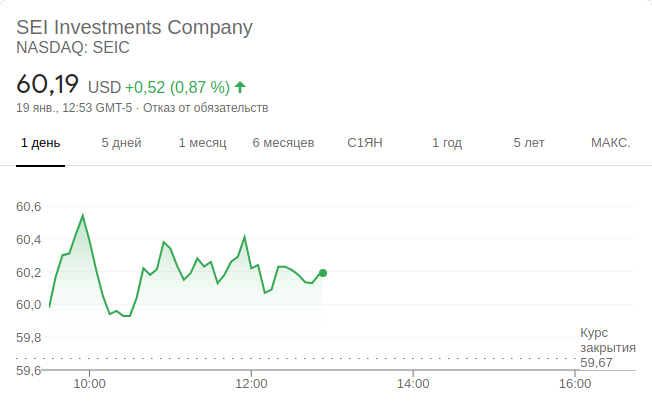 SEI Investments Company
NASDAQ: SEIC
60,19 USD +0,52 (0,87 %)
19 янв., 12:53 GMT-5 · Отказ от обязательств
1 день 5 дней 1 месяц 6 месяцев С1ЯН 1 год 5 лет МАКС.
60,6
60,4
60,2
60,0
59,8
Курс
закрытия
59,67
59,6
10:00 12:00 14:00 16:00